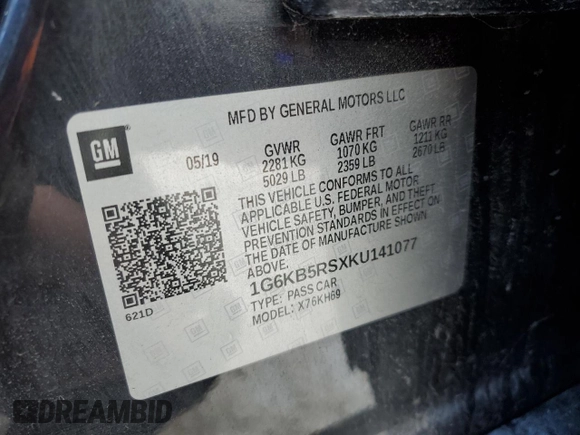 MFD BY GENERAL MOTORS LLC
GM
05/19
GVWR GAWR FRT GAWR RR
2281 KG 1070 KG 1211 KG
5029 LB 2359 LB 2670 LB
THIS VEHICLE CONFORMS TO ALL
APPLICABLE U.S. FEDERAL MOTOR
VEHICLE SAFETY, BUMPER, AND THEFT
PREVENTION STANDARDS IN EFFECT ON
THE DATE OF MANUFACTURE SHOWN
ABOVE.
1G6KB5RSXKU141077
TYPE: PASS CAR
MODEL: X76KH69
621D
DREAMBID